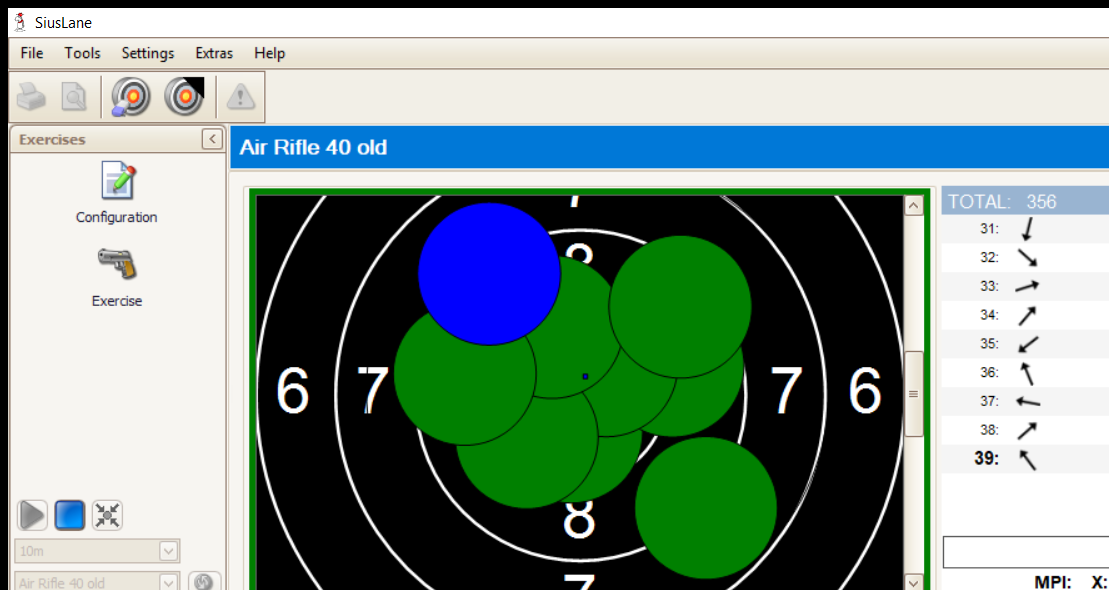 SiusLane
File Tools Settings Extras Help
Exercises
Air Rifle 40 old
Configuration
Exercise
10m
Air Rifle 40 old
7
8
6 7 7 6
8
7
TOTAL: 356
31:
32:
33:
34:
35:
36:
37:
38:
39:
MPI: X: